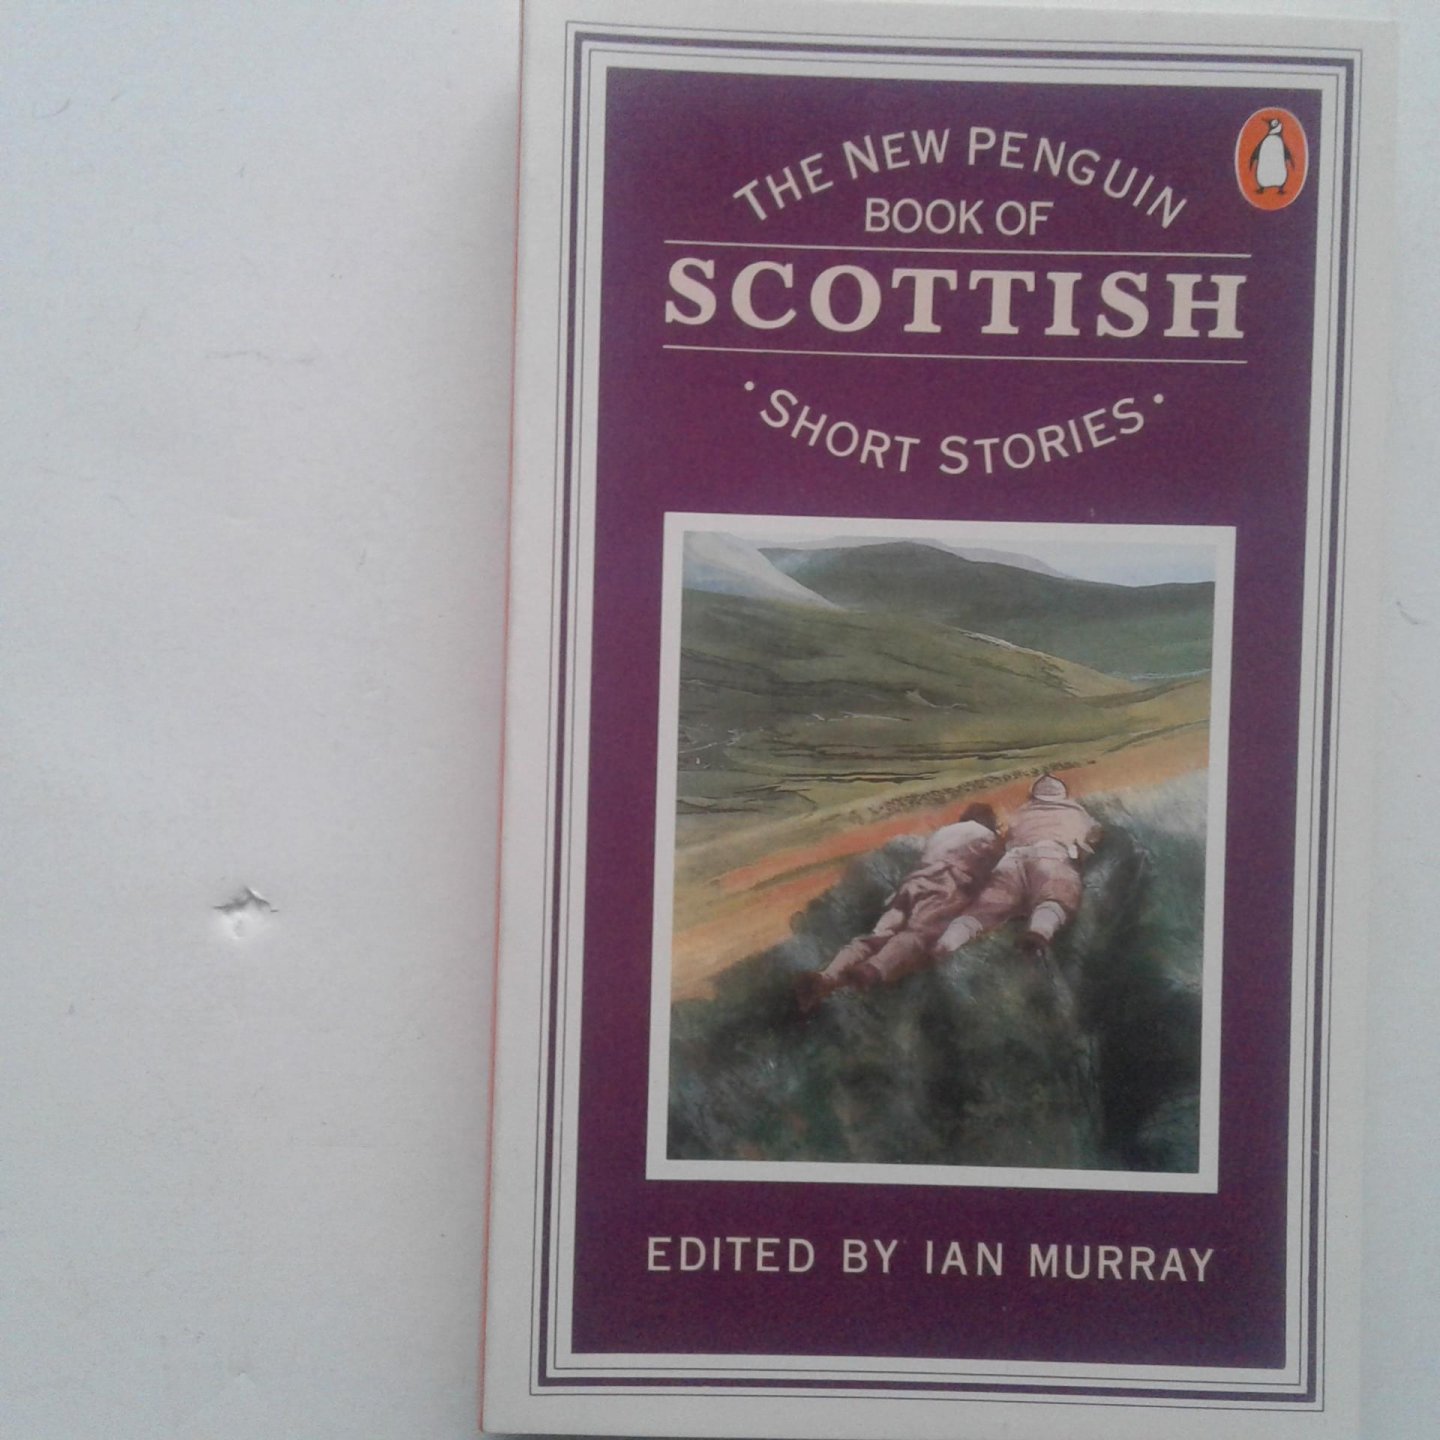 THE NEW PENGUIN
BOOK OF
SCOTTISH
· SHORT STORIES ·
EDITED BY IAN MURRAY